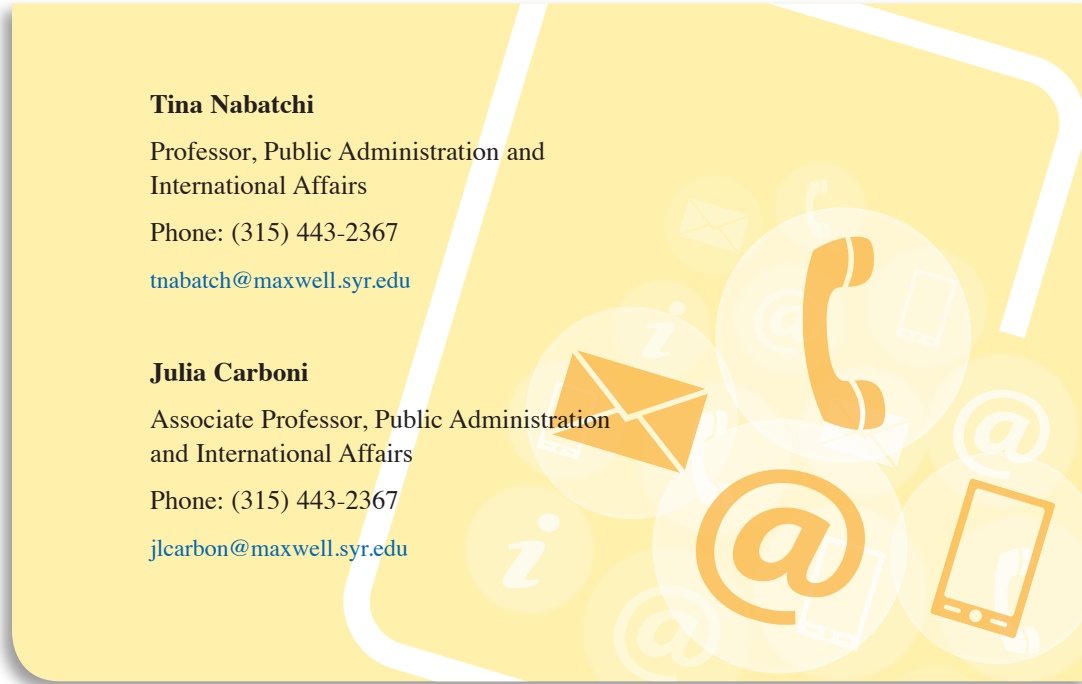 Tina Nabatchi
Professor, Public Administration and
International Affairs
Phone: (315) 443-2367
tnabatch@maxwell.syr.edu
Julia Carboni
Associate Professor, Public Administration
and International Affairs
Phone: (315) 443-2367
jlcarbon@maxwell.syr.edu